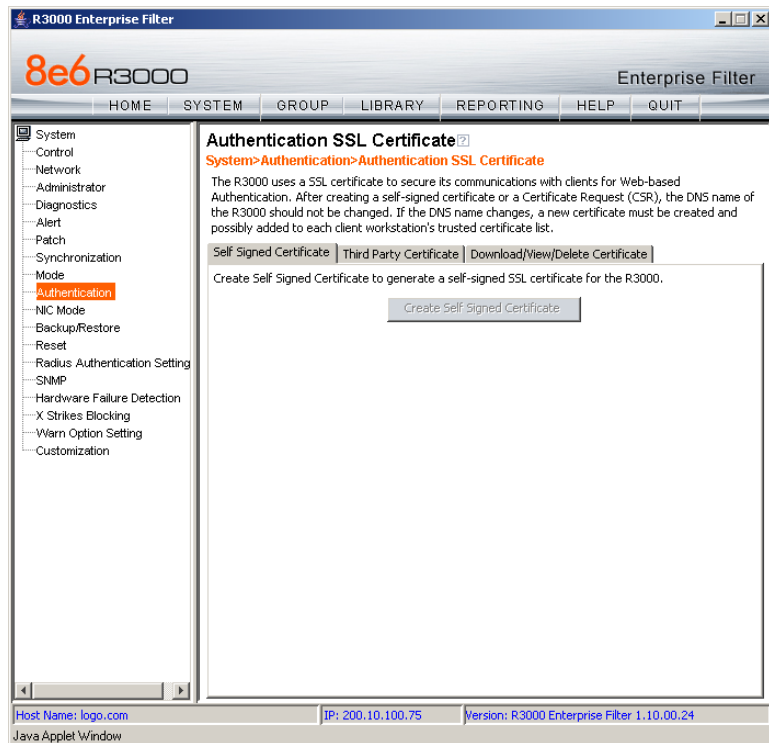 R3000 Enterprise Filter
8e6 R3000
Enterprise Filter
HOME SYSTEM GROUP LIBRARY REPORTING HELP QUIT
System
Control
Network
Administrator
Diagnostics
Alert
Patch
Synchronization
Mode
Authentication
NIC Mode
Backup/Restore
Reset
Radius Authentication Setting
SNMP
Hardware Failure Detection
X Strikes Blocking
Warn Option Setting
Customization
Authentication SSL Certificate ?
System>Authentication>Authentication SSL Certificate
The R3000 uses a SSL certificate to secure its communications with clients for Web-based
Authentication. After creating a self-signed certificate or a Certificate Request (CSR), the DNS name of
the R3000 should not be changed. If the DNS name changes, a new certificate must be created and
possibly added to each client workstation's trusted certificate list.
Self Signed Certificate Third Party Certificate Download/View/Delete Certificate
Create Self Signed Certificate to generate a self-signed SSL certificate for the R3000.
Create Self Signed Certificate
Host Name: logo.com IP: 200.10.100.75 Version: R3000 Enterprise Filter 1.10.00.24
Java Applet Window